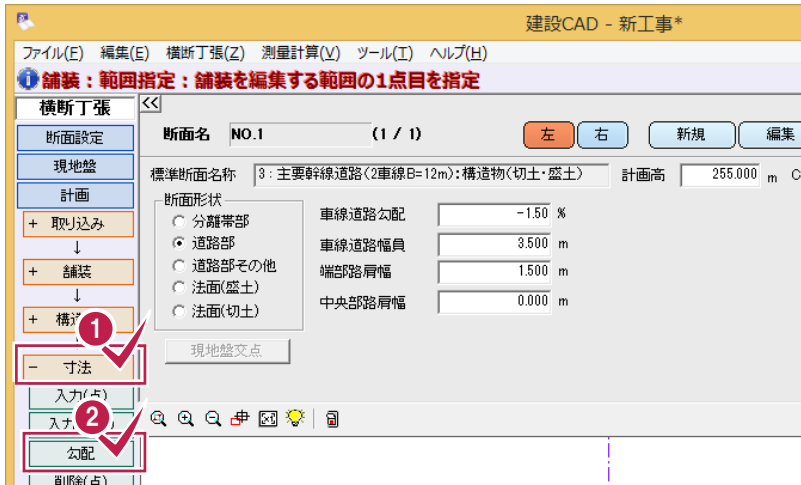 建設CAD - 新工事*
ファイル(F) 編集(E) 横断丁張(Z) 測量計算(V) ツール(T) ヘルプ(H)
舗装：範囲指定：舗装を編集する範囲の1点目を指定
横断丁張
<<
断面設定
現地盤
計画
+ 取り込み
↓
+ 舗装
↓
+ 構造
1
- 寸法
入力(点)
2
入力
勾配
削除(点)
断面名 NO.1 (1 / 1) 左 右 新規 編集
標準断面名称 3：主要幹線道路(2車線B=12m)：構造物(切土・盛土) 計画高 255.000 m C
断面形状
分離帯部
道路部
道路部その他
法面(盛土)
法面(切土)
車線道路勾配 -1.50 %
車線道路幅員 3.500 m
端部路肩幅 1.500 m
中央部路肩幅 0.000 m
現地盤交点